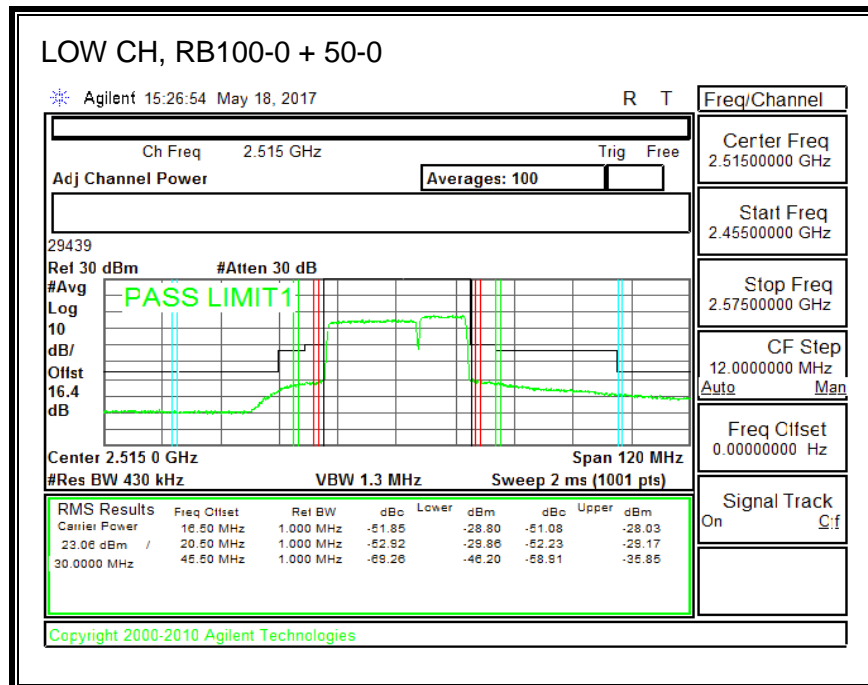 LOW CH, RB100-0 + 50-0
Agilent 15:26:54 May 18, 2017 R T
Freq/Channel
Ch Freq 2.515 GHz Trig Free
Adj Channel Power Averages: 100
Center Freq
2.51500000 GHz
Start Freq
2.45500000 GHz
29439
Ref 30 dBm #Atten 30 dB
#Avg
Log
10
dB/
Offst
16.4
dB
PASS LIMIT1
Stop Freq
2.57500000 GHz
CF Step
12.0000000 MHz
Auto Man
Freq Offset
0.00000000 Hz
Center 2.515 0 GHz Span 120 MHz
#Res BW 430 kHz VBW 1.3 MHz Sweep 2 ms (1001 pts)
Signal Track
On Off
RMS Results Freq Offset Ref BW dBc Lower dBm dBc Upper dBm
Carrier Power 16.50 MHz 1.000 MHz -51.85 -28.80 -51.08 -28.03
23.06 dBm / 20.50 MHz 1.000 MHz -52.92 -29.86 -52.23 -29.17
30.0000 MHz 45.50 MHz 1.000 MHz -69.26 -46.20 -58.91 -35.85
Copyright 2000-2010 Agilent Technologies